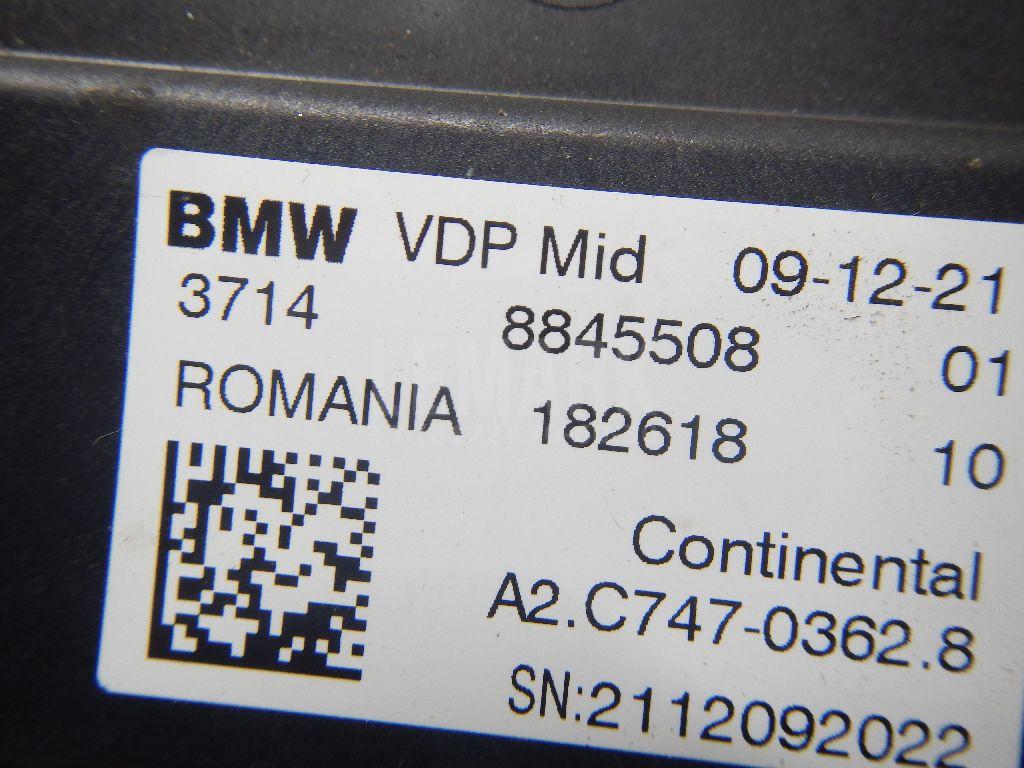 BMW VDP Mid 09-12-21
3714 8845508 01
ROMANIA 182618 10
Continental
A2.C747-0362.8
SN:2112092022